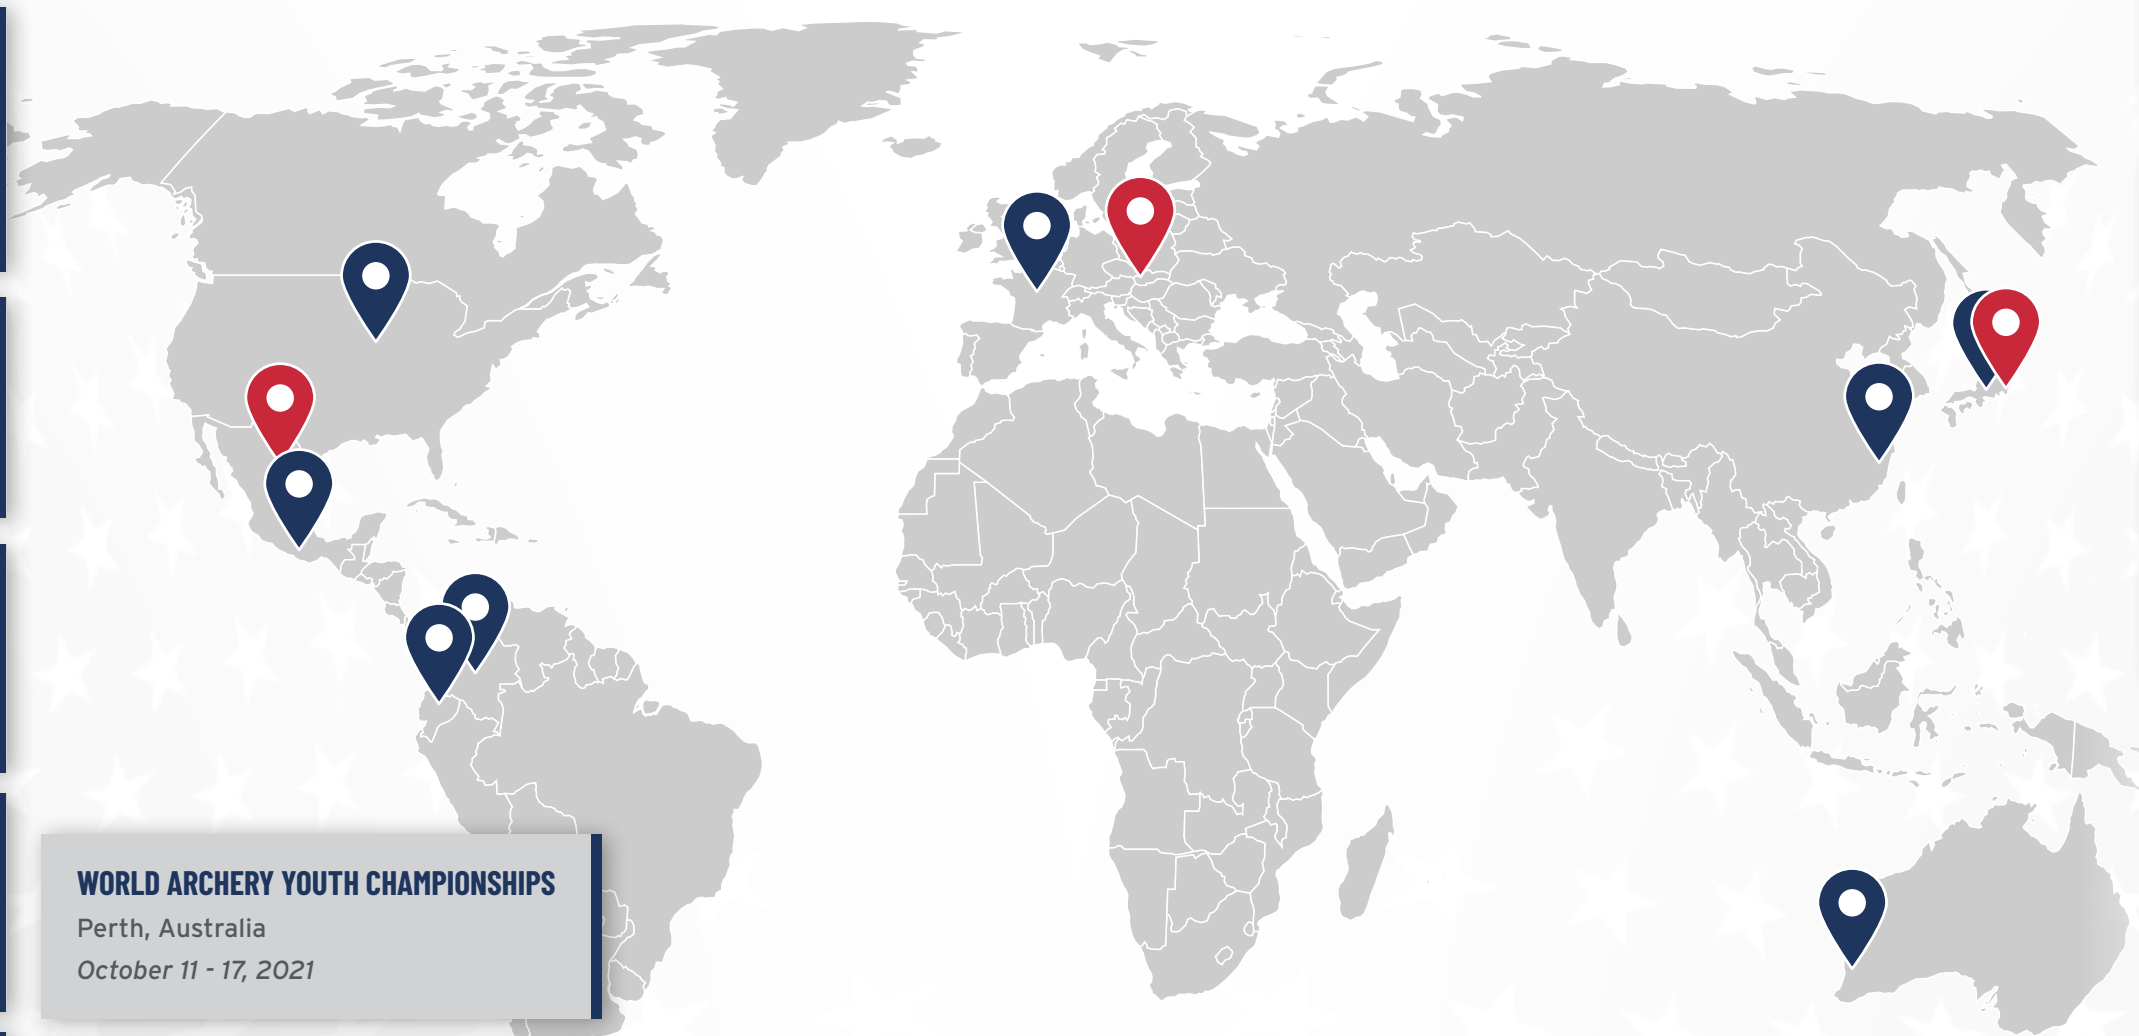 WORLD ARCHERY YOUTH CHAMPIONSHIPS
Perth, Australia
October 11 - 17, 2021